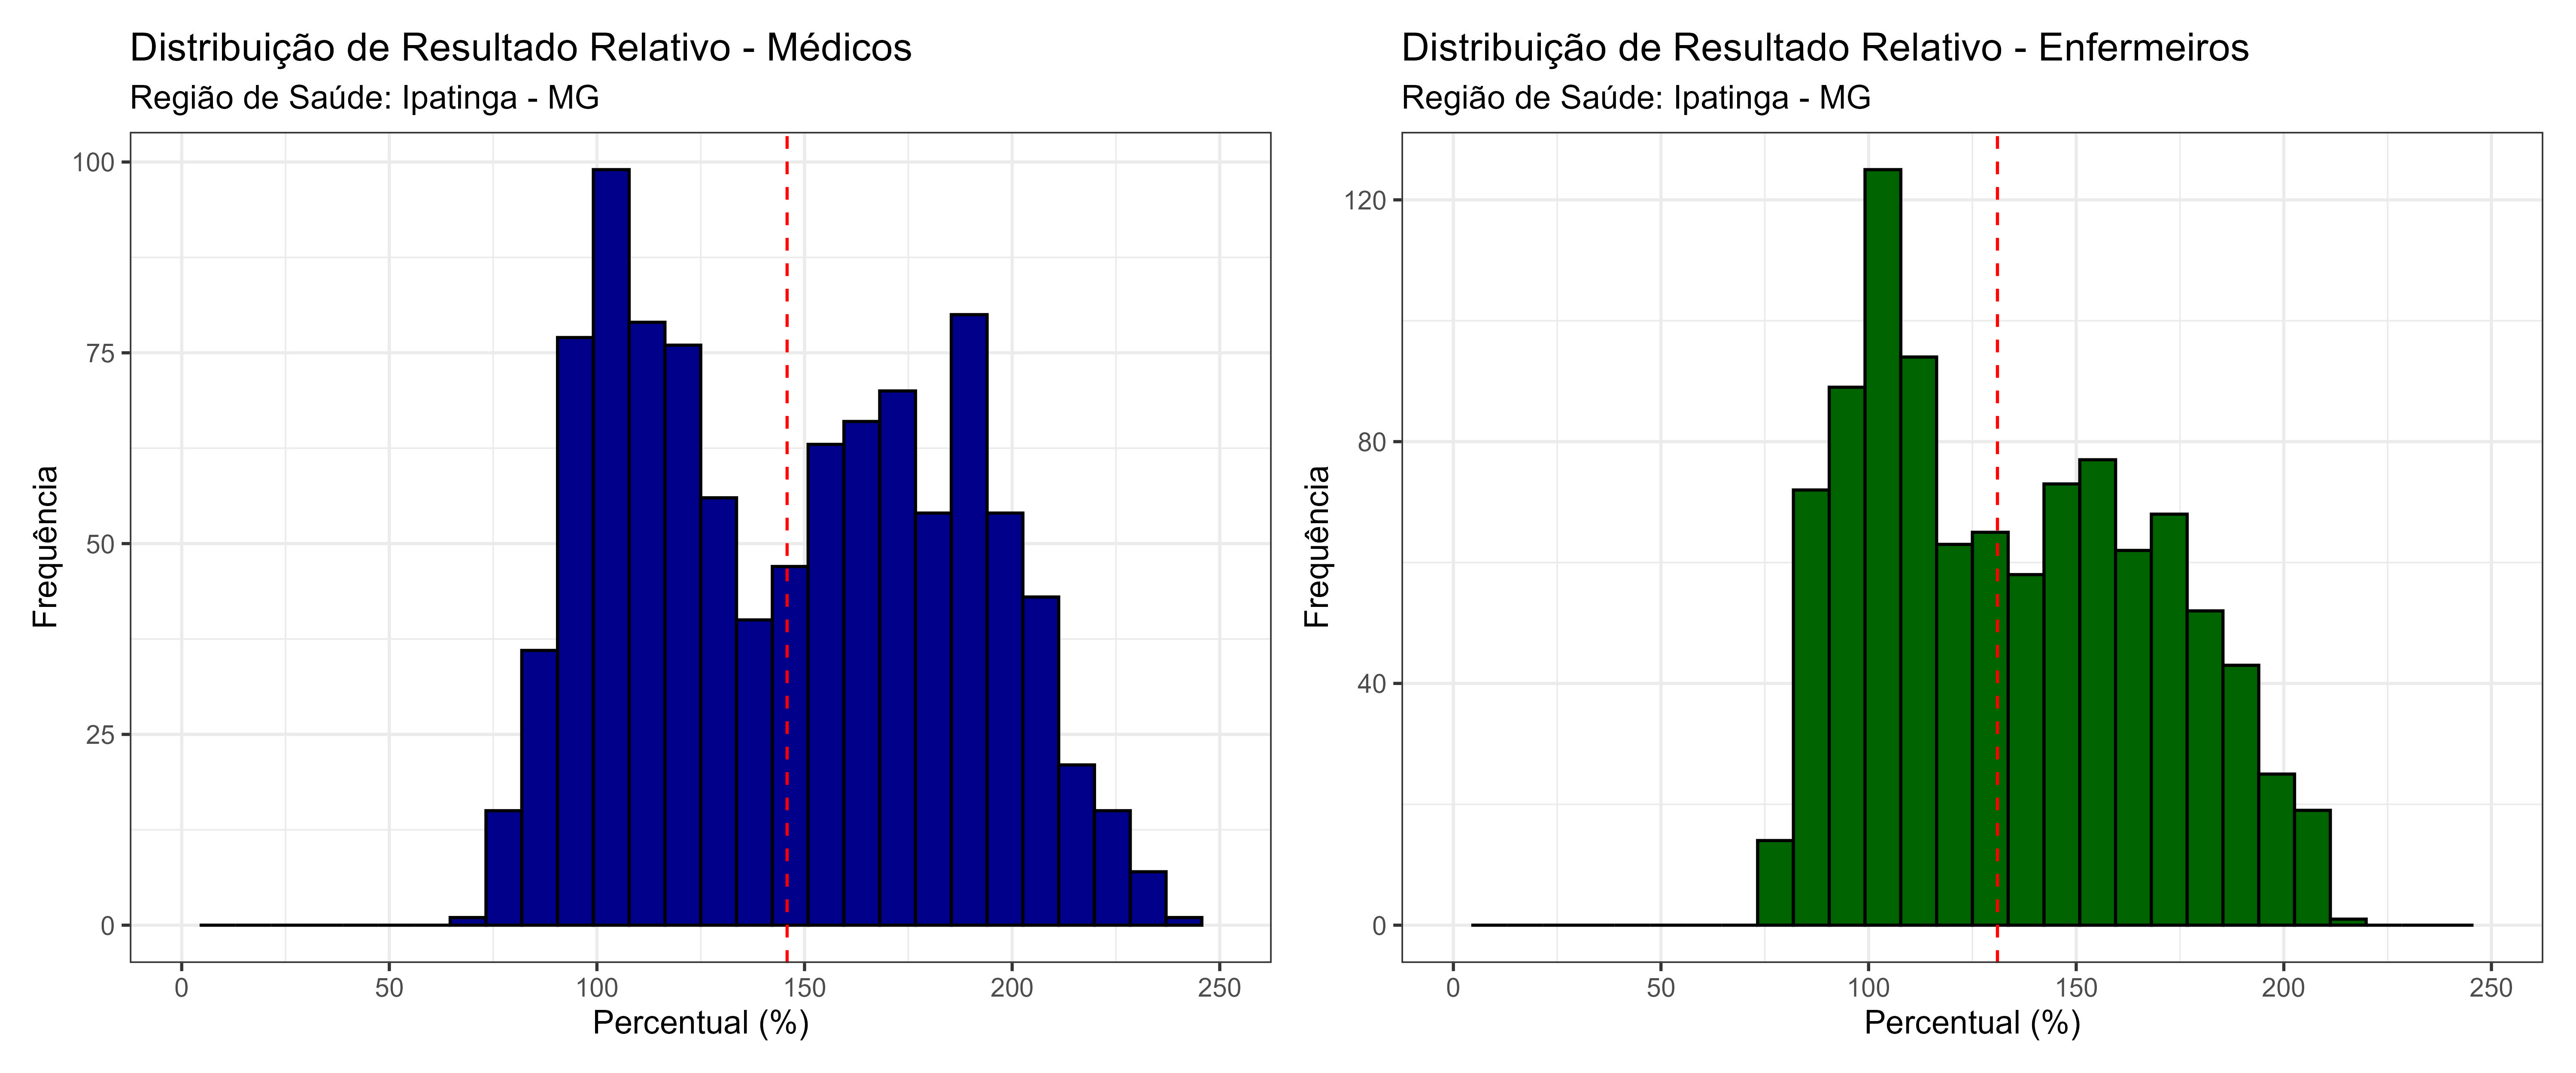 Distribuição de Resultado Relativo - Médicos
Região de Saúde: Ipatinga - MG
100
75
50
25
0
Frequência
0 50 100 150 200 250
Percentual (%)
Distribuição de Resultado Relativo - Enfermeiros
Região de Saúde: Ipatinga - MG
120
80
40
0
Frequência
0 50 100 150 200 250
Percentual (%)